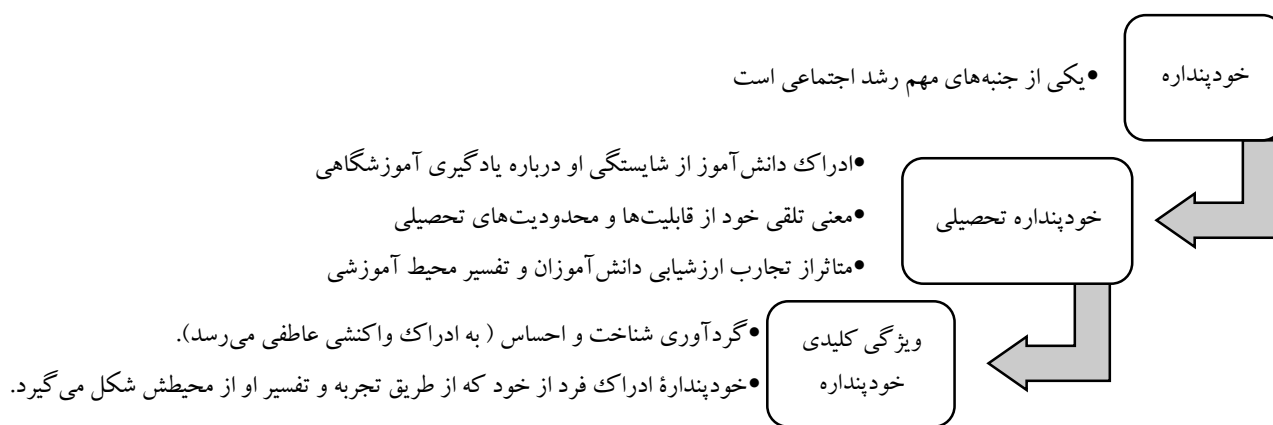 خودپنداره
•یکی از جنبه‌های مهم رشد اجتماعی است
خودپنداره تحصیلی
•ادراک دانش‌آموز از شایستگی او درباره یادگیری آموزشگاهی
•معنی تلقی خود از قابلیت‌ها و محدودیت‌های تحصیلی
•متاثراز تجارب ارزشیابی دانش‌آموزان و تفسیر محیط آموزشی
ویژگی کلیدی
خودپنداره
•گردآوری شناخت و احساس ( به ادراک واکنشی عاطفی می‌رسد).
•خودپندارهٔ ادراک فرد از خود که از طریق تجربه و تفسیر او از محیطش شکل می‌گیرد.